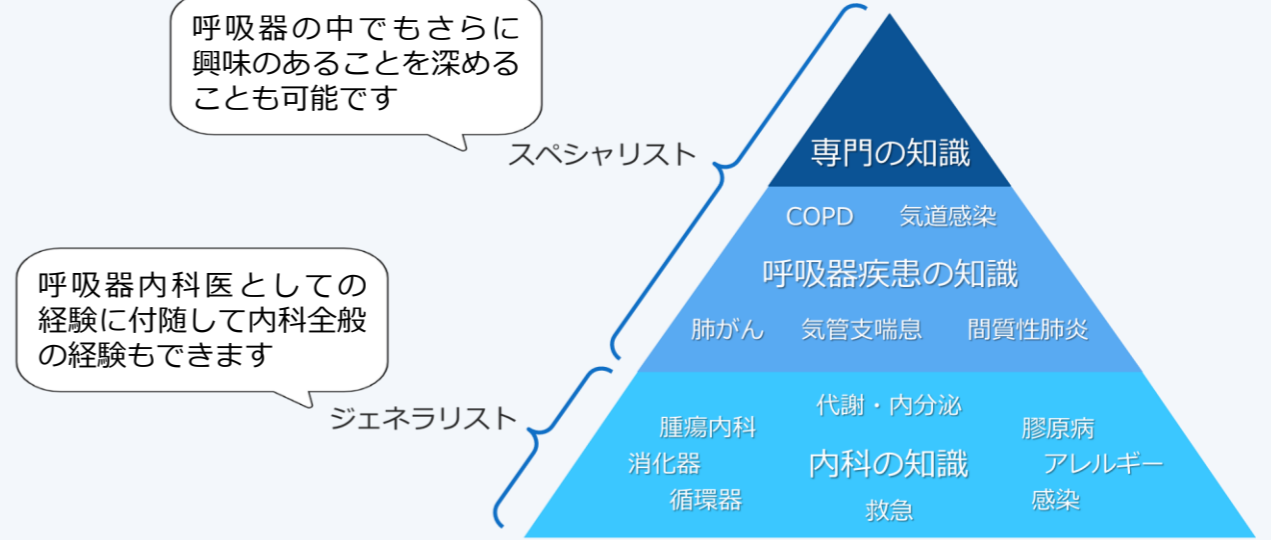 呼吸器の中でもさらに
興味のあることを深める
ことも可能です
スペシャリスト
専門の知識
COPD 気道感染
呼吸器疾患の知識
肺がん 気管支喘息 間質性肺炎
呼吸器内科医としての
経験に付随して内科全般
の経験もできます
ジェネラリスト
代謝・内分泌
腫瘍内科 膠原病
消化器 内科の知識 アレルギー
循環器 救急 感染